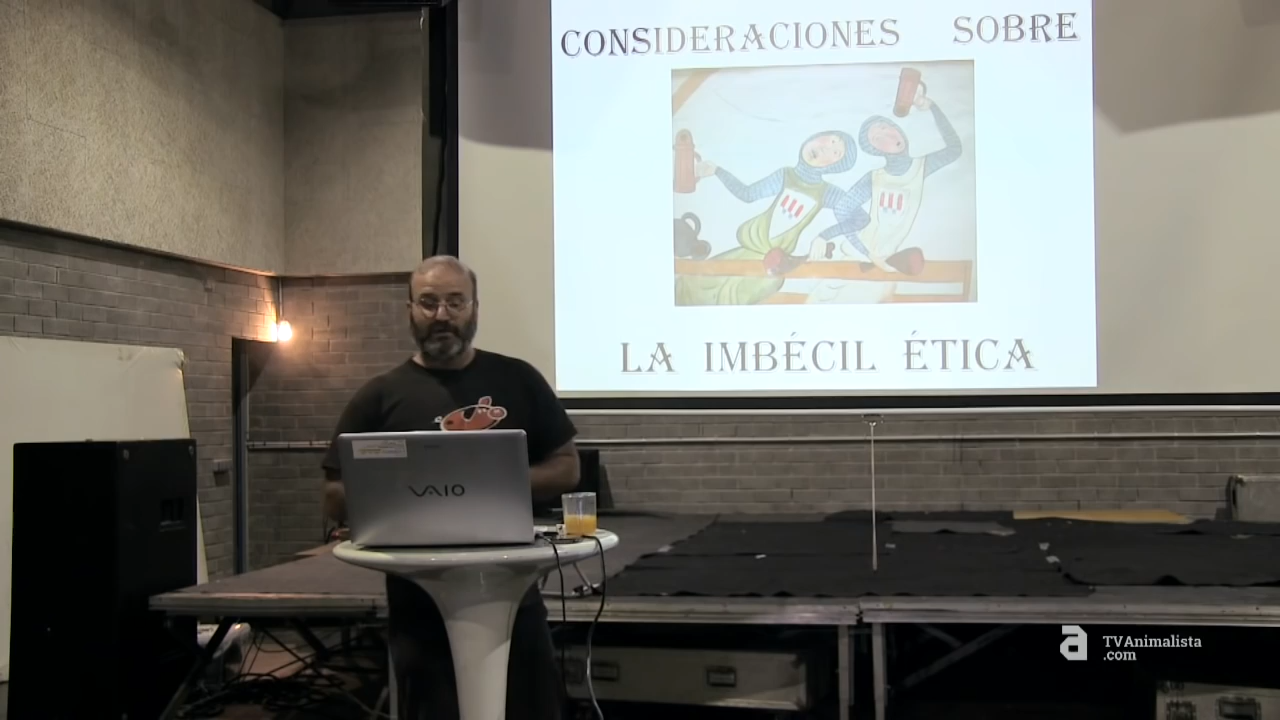 CONSIDERACIONES SOBRE
LA IMBÉCIL ÉTICA
VAIO
TVAnimalista
.com